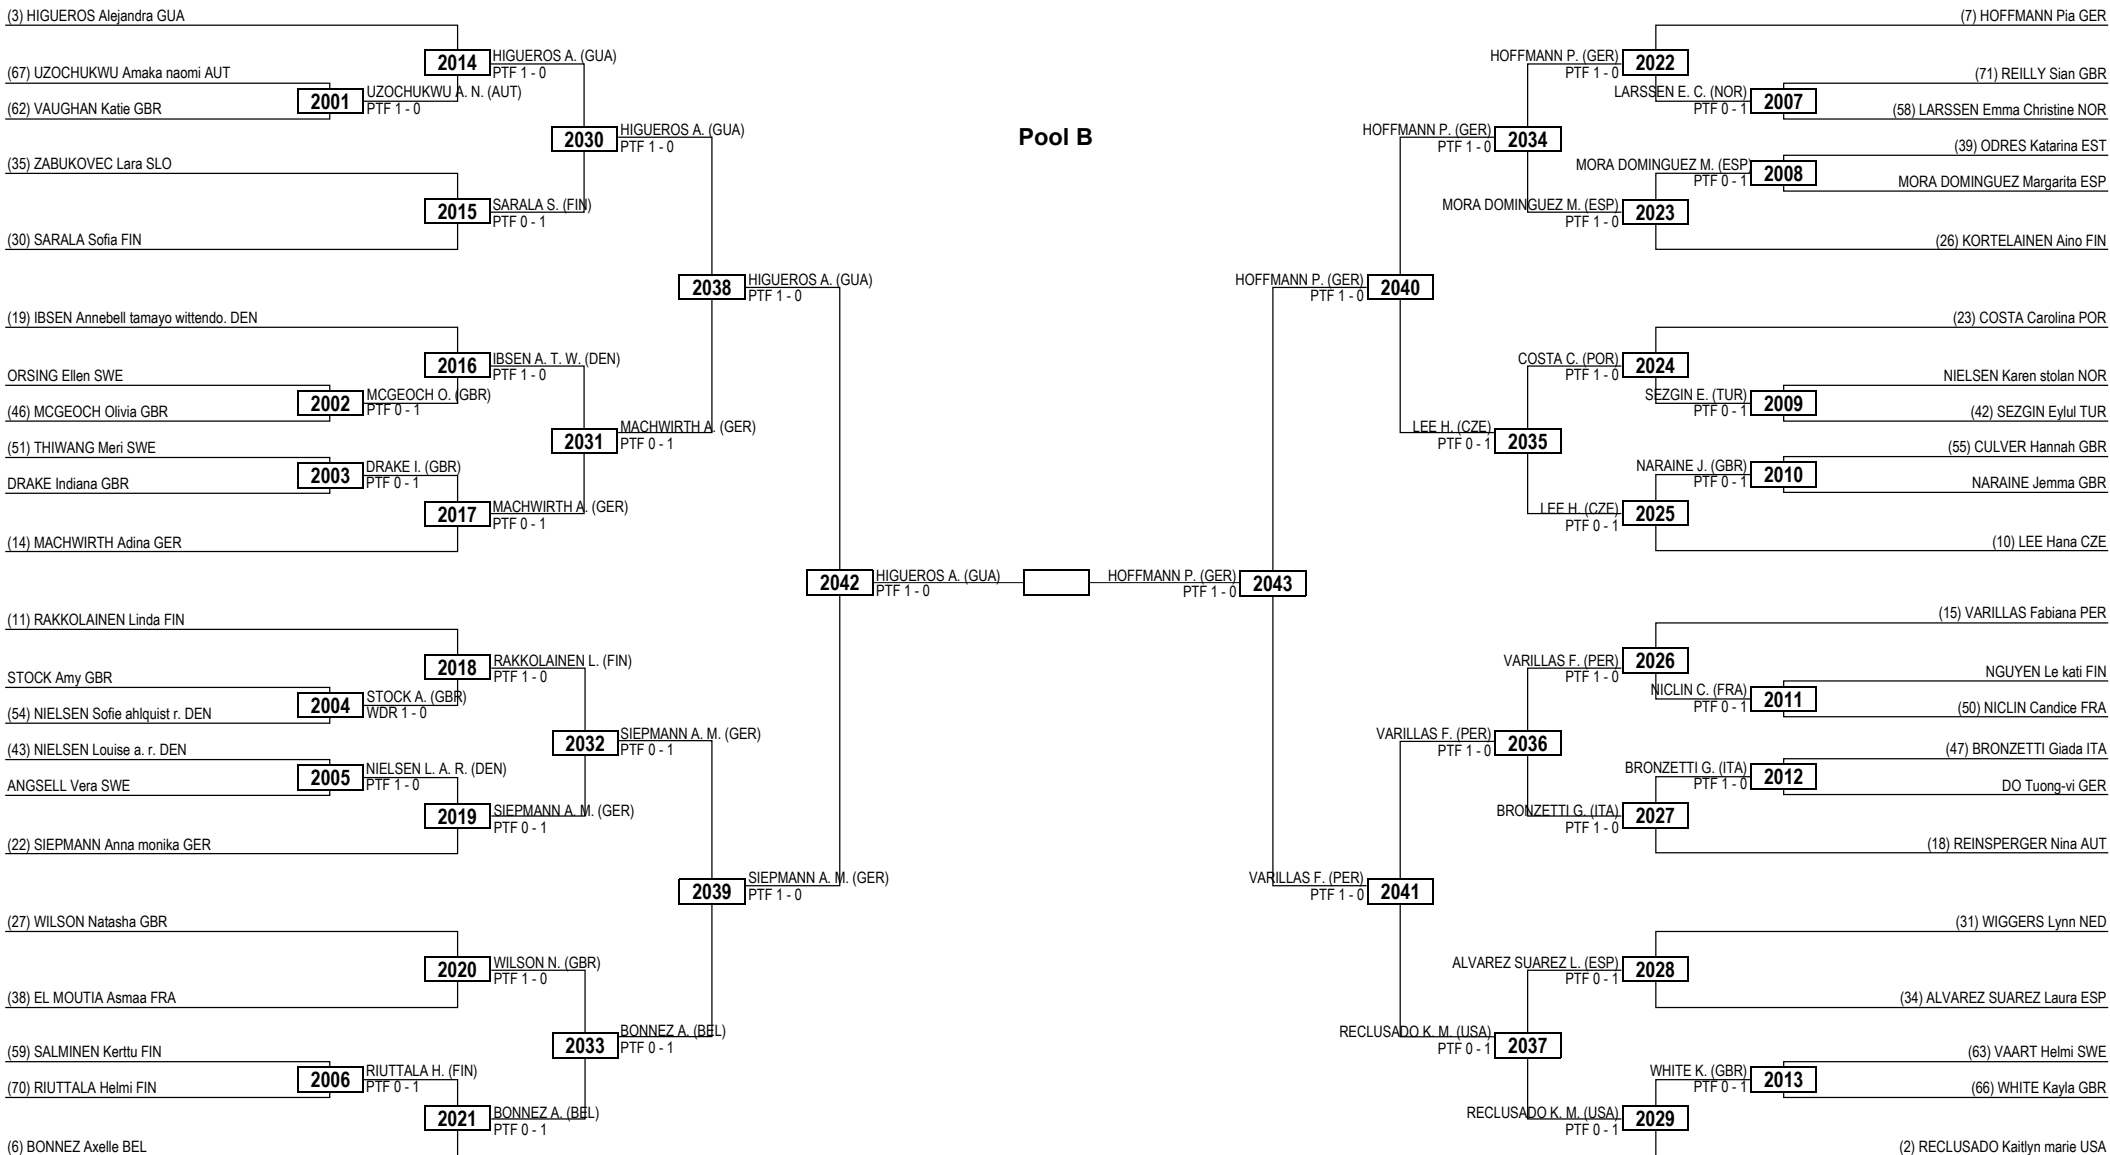 (3) HIGUEROS Alejandra GUA
2014
HIGUEROS A. (GUA)
PTF 1 - 0
(67) UZOCHUKWU Amaka naomi AUT
2001
UZOCHUKWU A. N. (AUT)
PTF 1 - 0
(62) VAUGHAN Katie GBR
2030
HIGUEROS A. (GUA)
PTF 1 - 0
(35) ZABUKOVEC Lara SLO
2015
SARALA S. (FIN)
PTF 0 - 1
(30) SARALA Sofia FIN
2038
HIGUEROS A. (GUA)
PTF 1 - 0
(19) IBSEN Annebell tamayo wittendo. DEN
2016
IBSEN A. T. W. (DEN)
PTF 1 - 0
ORSING Ellen SWE
2002
MCGEOCH O. (GBR)
PTF 0 - 1
(46) MCGEOCH Olivia GBR
2031
MACHWIRTH A. (GER)
PTF 0 - 1
(51) THIWANG Meri SWE
2003
DRAKE I. (GBR)
PTF 0 - 1
DRAKE Indiana GBR
2017
MACHWIRTH A. (GER)
PTF 0 - 1
(14) MACHWIRTH Adina GER
2042
HIGUEROS A. (GUA)
PTF 1 - 0
(11) RAKKOLAINEN Linda FIN
2018
RAKKOLAINEN L. (FIN)
PTF 1 - 0
STOCK Amy GBR
2004
STOCK A. (GBR)
WDR 1 - 0
(54) NIELSEN Sofie ahlquist r. DEN
2032
SIEPMANN A. M. (GER)
PTF 0 - 1
(43) NIELSEN Louise a. r. DEN
2005
NIELSEN L. A. R. (DEN)
PTF 1 - 0
ANGSELL Vera SWE
2019
SIEPMANN A. M. (GER)
PTF 0 - 1
(22) SIEPMANN Anna monika GER
2039
SIEPMANN A. M. (GER)
PTF 1 - 0
(27) WILSON Natasha GBR
2020
WILSON N. (GBR)
PTF 1 - 0
(38) EL MOUTIA Asmaa FRA
2033
BONNEZ A. (BEL)
PTF 0 - 1
(59) SALMINEN Kerttu FIN
2006
RIUTTALA H. (FIN)
PTF 0 - 1
(70) RIUTTALA Helmi FIN
2021
BONNEZ A. (BEL)
PTF 0 - 1
(6) BONNEZ Axelle BEL
Pool B
(7) HOFFMANN Pia GER
HOFFMANN P. (GER)
PTF 1 - 0
2022
(71) REILLY Sian GBR
LARSSEN E. C. (NOR)
PTF 0 - 1
2007
(58) LARSSEN Emma Christine NOR
HOFFMANN P. (GER)
PTF 1 - 0
2034
(39) ODRES Katarina EST
MORA DOMINGUEZ M. (ESP)
PTF 0 - 1
2008
MORA DOMINGUEZ Margarita ESP
MORA DOMINGUEZ M. (ESP)
PTF 1 - 0
2023
(26) KORTELAINEN Aino FIN
HOFFMANN P. (GER)
PTF 1 - 0
2040
(23) COSTA Carolina POR
COSTA C. (POR)
PTF 1 - 0
2024
NIELSEN Karen stolan NOR
SEZGIN E. (TUR)
PTF 0 - 1
2009
(42) SEZGIN Eylul TUR
LEE H. (CZE)
PTF 0 - 1
2035
(55) CULVER Hannah GBR
NARAINE J. (GBR)
PTF 0 - 1
2010
NARAINE Jemma GBR
LEE H. (CZE)
PTF 0 - 1
2025
(10) LEE Hana CZE
HOFFMANN P. (GER)
PTF 1 - 0
2043
(15) VARILLAS Fabiana PER
VARILLAS F. (PER)
PTF 1 - 0
2026
NGUYEN Le kati FIN
NICLIN C. (FRA)
PTF 0 - 1
2011
(50) NICLIN Candice FRA
VARILLAS F. (PER)
PTF 1 - 0
2036
(47) BRONZETTI Giada ITA
BRONZETTI G. (ITA)
PTF 1 - 0
2012
DO Tuong-vi GER
BRONZETTI G. (ITA)
PTF 1 - 0
2027
(18) REINSPERGER Nina AUT
VARILLAS F. (PER)
PTF 1 - 0
2041
(31) WIGGERS Lynn NED
ALVAREZ SUAREZ L. (ESP)
PTF 0 - 1
2028
(34) ALVAREZ SUAREZ Laura ESP
RECLUSADO K. M. (USA)
PTF 0 - 1
2037
(63) VAART Helmi SWE
WHITE K. (GBR)
PTF 0 - 1
2013
(66) WHITE Kayla GBR
RECLUSADO K. M. (USA)
PTF 0 - 1
2029
(2) RECLUSADO Kaitlyn marie USA